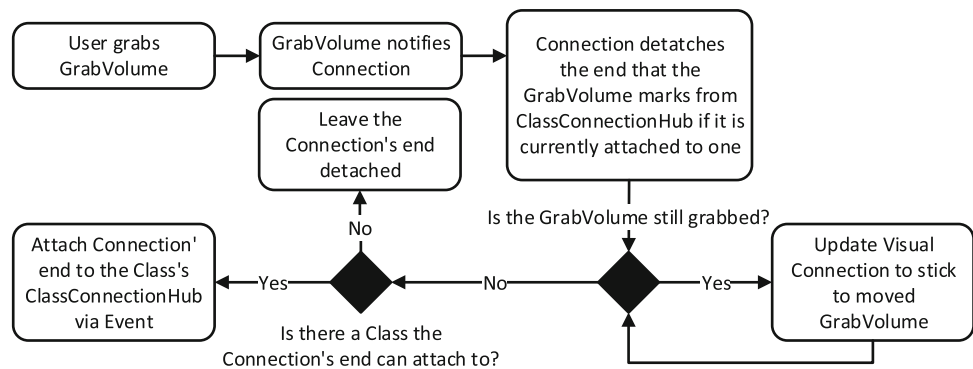 User grabs
GrabVolume
GrabVolume notifies
Connection
Connection detatches
the end that the
GrabVolume marks from
ClassConnectionHub if it is
currently attached to one
Leave the
Connection's end
detached
Is the GrabVolume still grabbed?
No
Attach Connection'
end to the Class's
ClassConnectionHub
via Event
Yes
No
Yes
Update Visual
Connection to stick
to moved
GrabVolume
Is there a Class the
Connection's end can attach to?